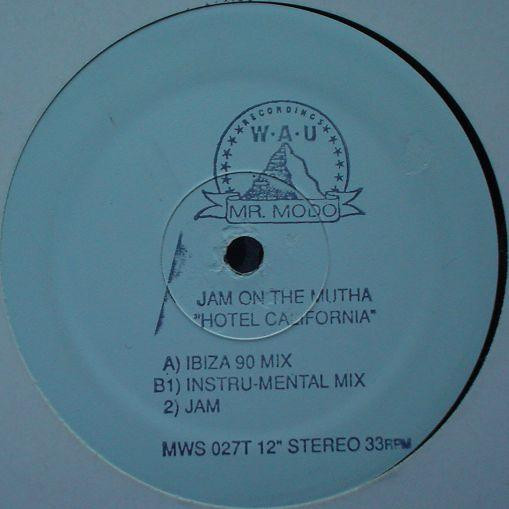 RECORDINGS
W·A·U
MR. MODO
JAM ON THE MUTHA
"HOTEL CALIFORNIA"
A) IBIZA 90 MIX
B1) INSTRU-MENTAL MIX
2) JAM
MWS 027T 12" STEREO 33RPM